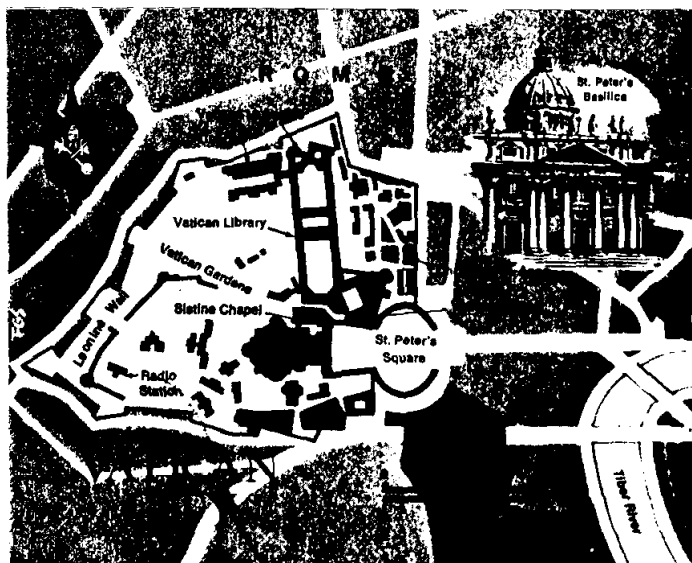 ROME
St. Peter's
Basilica
Vatican Library
Vatican Gardens
Sistine Chapel
Leonine Wall
St. Peter's
Square
Radio
Station
Tiber River